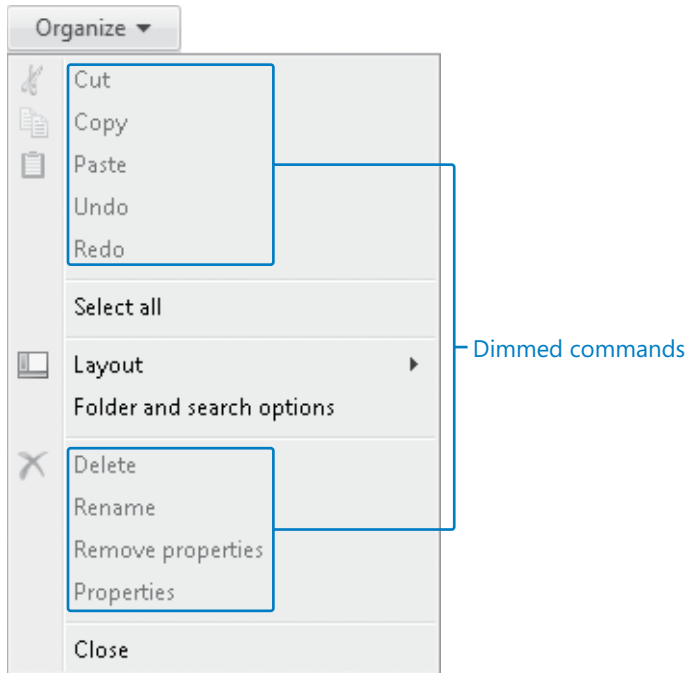 Organize
Cut
Copy
Paste
Undo
Redo
Select all
Layout
Dimmed commands
Folder and search options
Delete
Rename
Remove properties
Properties
Close